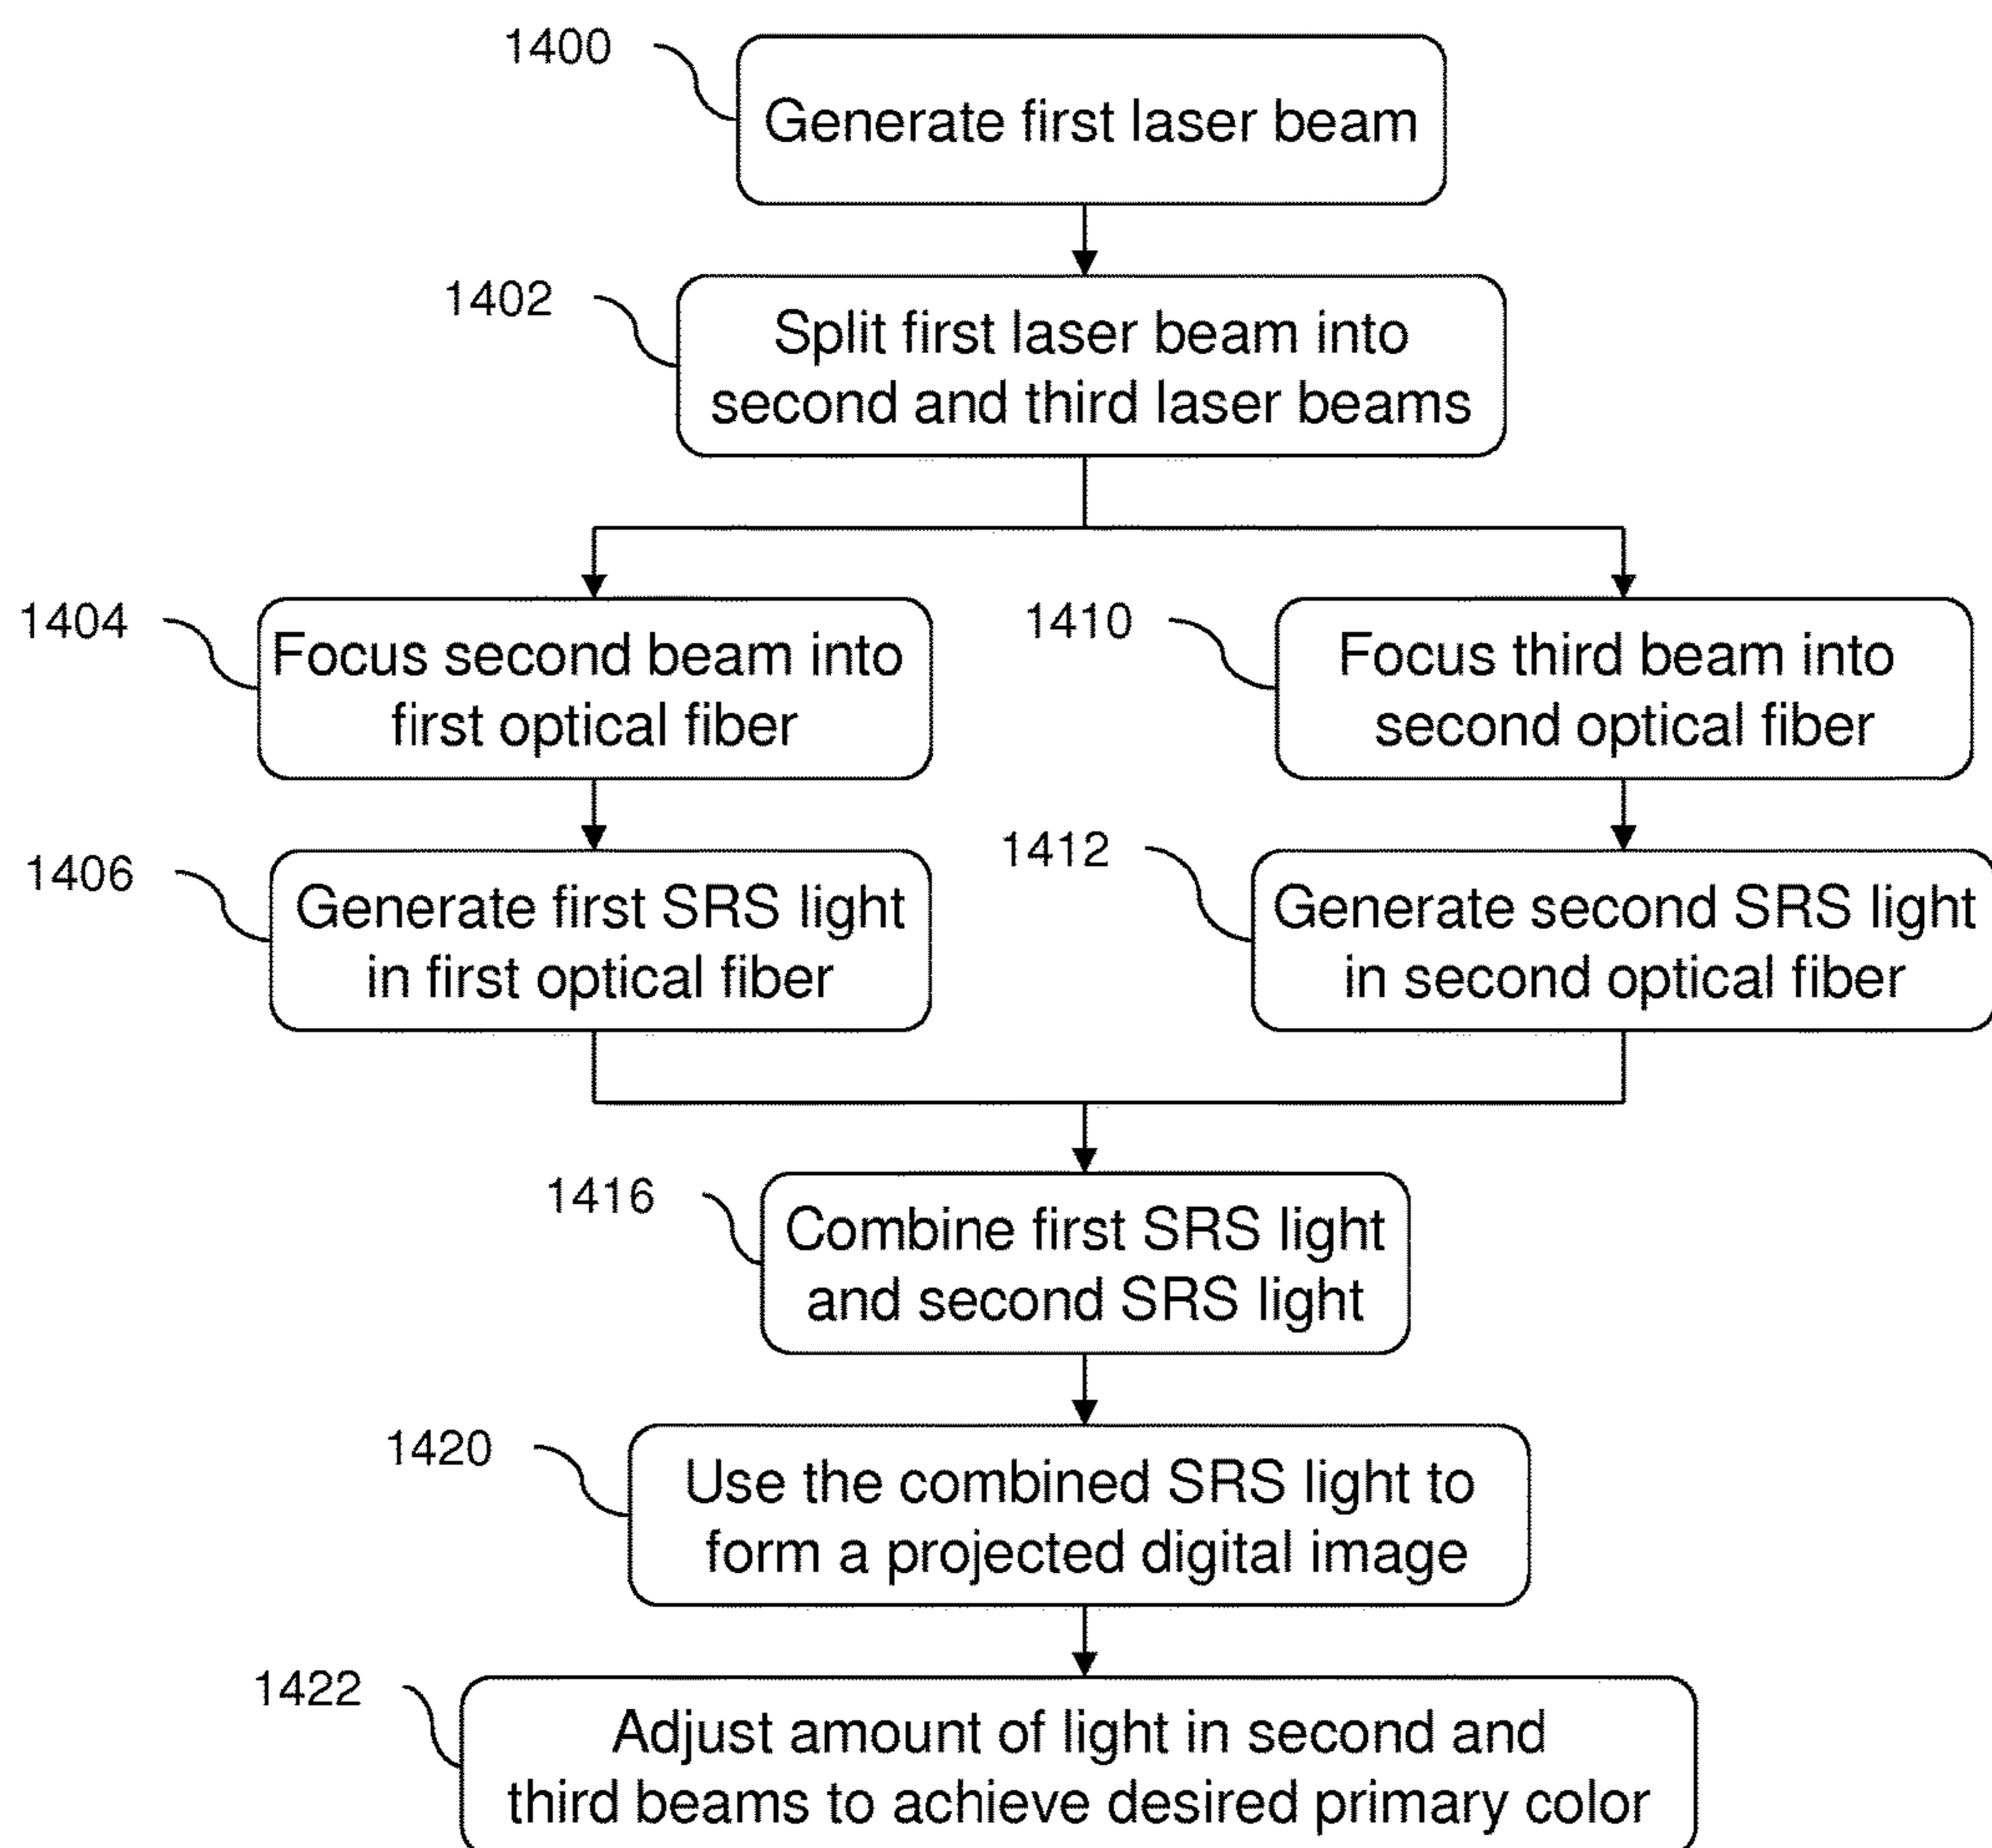 1400
Generate first laser beam
1402
Split first laser beam into
second and third laser beams
1404
Focus second beam into
first optical fiber
1410
Focus third beam into
second optical fiber
1406
Generate first SRS light
in first optical fiber
1412
Generate second SRS light
in second optical fiber
1416
Combine first SRS light
and second SRS light
1420
Use the combined SRS light to
form a projected digital image
1422
Adjust amount of light in second and
third beams to achieve desired primary color